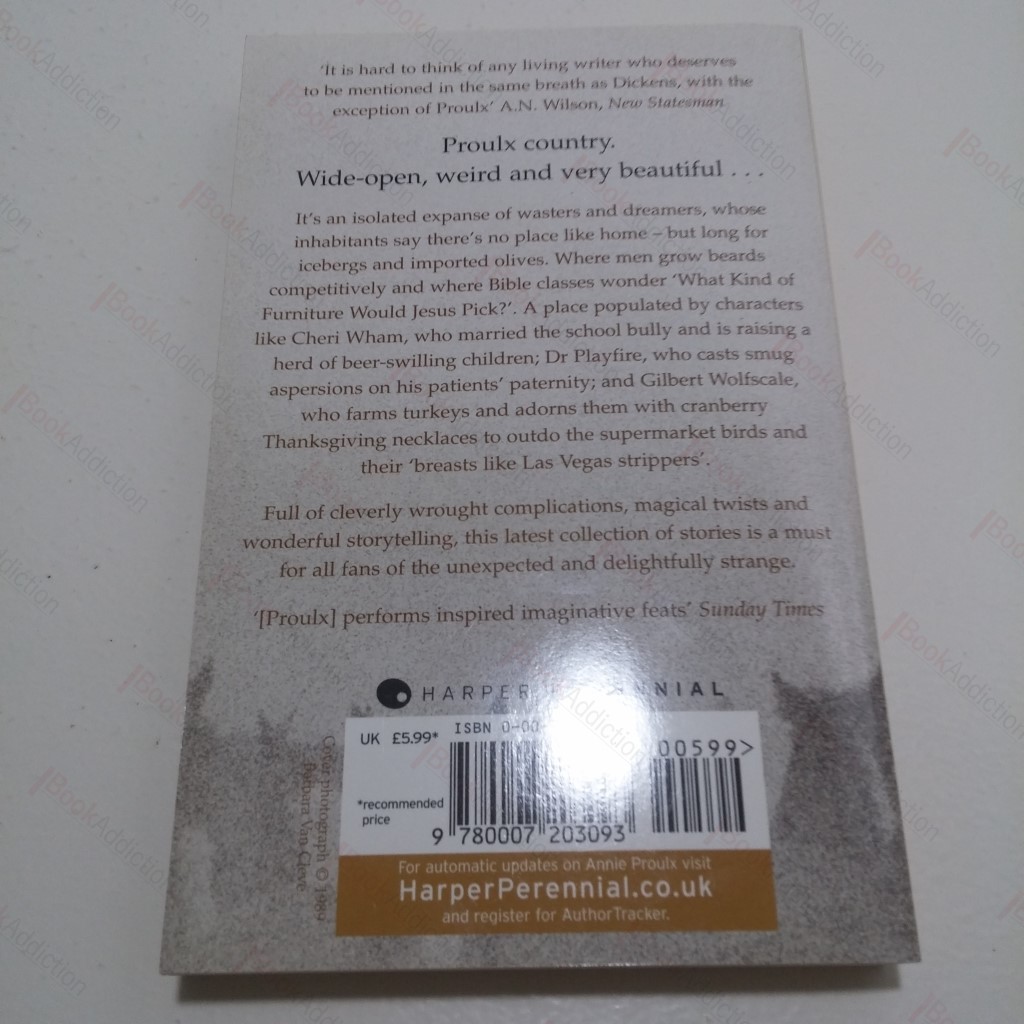 'It is hard to think of any living writer who deserves
to be mentioned in the same breath as Dickens, with the
exception of Proulx' A.N. Wilson, New Statesman
Proulx country.
Wide-open, weird and very beautiful . . .
It's an isolated expanse of wasters and dreamers, whose
inhabitants say there's no place like home – but long for
icebergs and imported olives. Where men grow beards
competitively and where Bible classes wonder 'What Kind of
Furniture Would Jesus Pick?'. A place populated by characters
like Cheri Wham, who married the school bully and is raising a
herd of beer-swilling children; Dr Playfire, who casts smug
aspersions on his patients' paternity; and Gilbert Wolfscale,
who farms turkeys and adorns them with cranberry
Thanksgiving necklaces to outdo the supermarket birds and
their 'breasts like Las Vegas strippers'.
Full of cleverly wrought complications, magical twists and
wonderful storytelling, this latest collection of stories is a must
for all fans of the unexpected and delightfully strange.
'[Proulx] performs inspired imaginative feats' Sunday Times
HARPER
UK £5.99*
ISBN 0-00
00599>
*recommended
price
9 780007 203093
For automatic updates on Annie Proulx visit
HarperPerennial.co.uk
and register for AuthorTracker.
Cover photograph © 1989
Barbara Van Cleve
BookAddiction